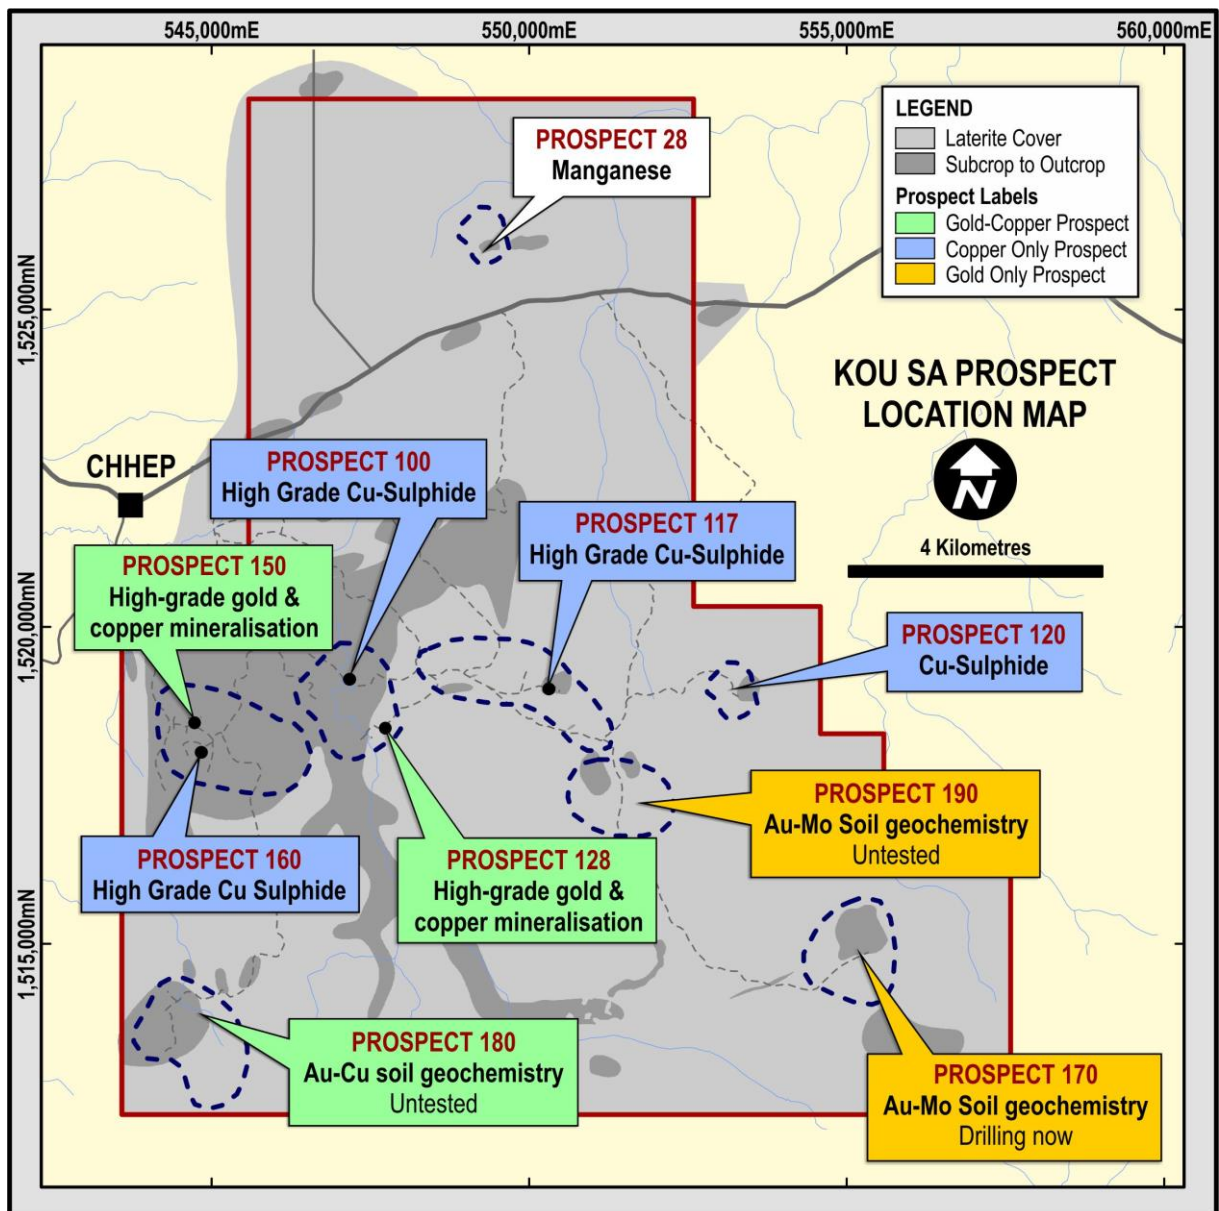 545,000mE
550,000mE
555,000mE
560,000mE
1,525,000mN
1,520,000mN
1,515,000mN
PROSPECT 28
Manganese
LEGEND
Laterite Cover
Subcrop to Outcrop
Prospect Labels
Gold-Copper Prospect
Copper Only Prospect
Gold Only Prospect
KOU SA PROSPECT
LOCATION MAP
N
4 Kilometres
CHHEP
PROSPECT 100
High Grade Cu-Sulphide
PROSPECT 117
High Grade Cu-Sulphide
PROSPECT 150
High-grade gold &
copper mineralisation
PROSPECT 120
Cu-Sulphide
PROSPECT 190
Au-Mo Soil geochemistry
Untested
PROSPECT 160
High Grade Cu Sulphide
PROSPECT 128
High-grade gold &
copper mineralisation
PROSPECT 180
Au-Cu soil geochemistry
Untested
PROSPECT 170
Au-Mo Soil geochemistry
Drilling now